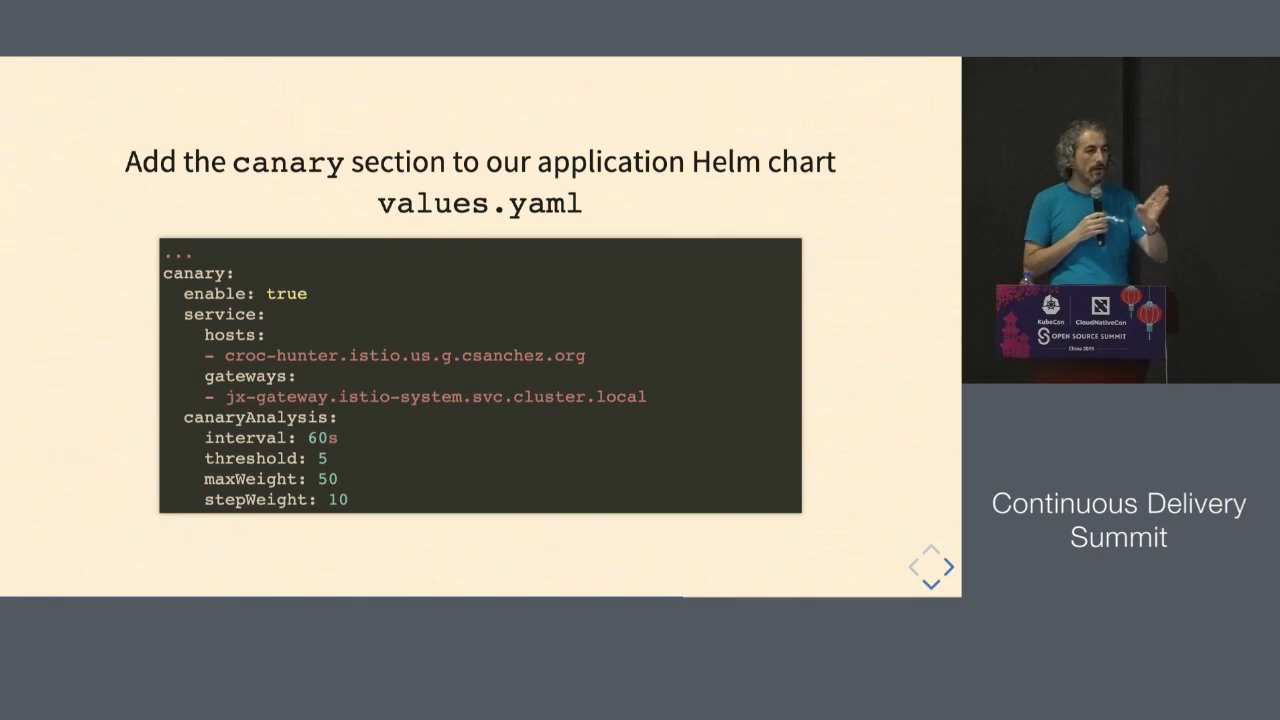 Add the canary section to our application Helm chart
values.yaml
...
canary:
  enable: true
  service:
    hosts:
    - croc-hunter.istio.us.g.csanchez.org
    gateways:
    - jx-gateway.istio-system.svc.cluster.local
  canaryAnalysis:
    interval: 60s
    threshold: 5
    maxWeight: 50
    stepWeight: 10
KubeCon
CloudNativeCon
OPEN SOURCE SUMMIT
China 2019
Continuous Delivery
Summit